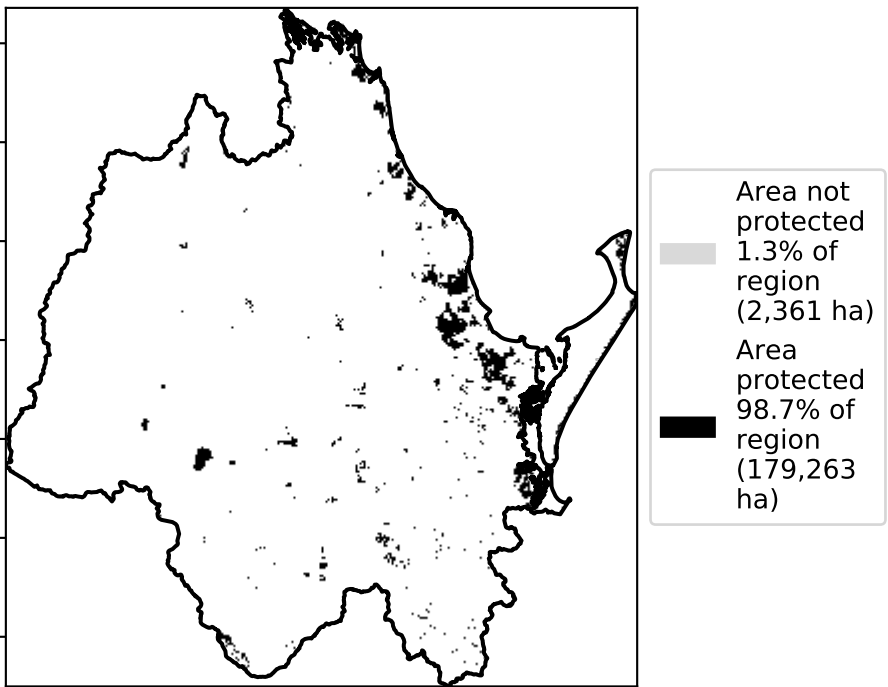 Area not
protected
1.3% of
region
(2,361 ha)
Area
protected
98.7% of
region
(179,263
ha)